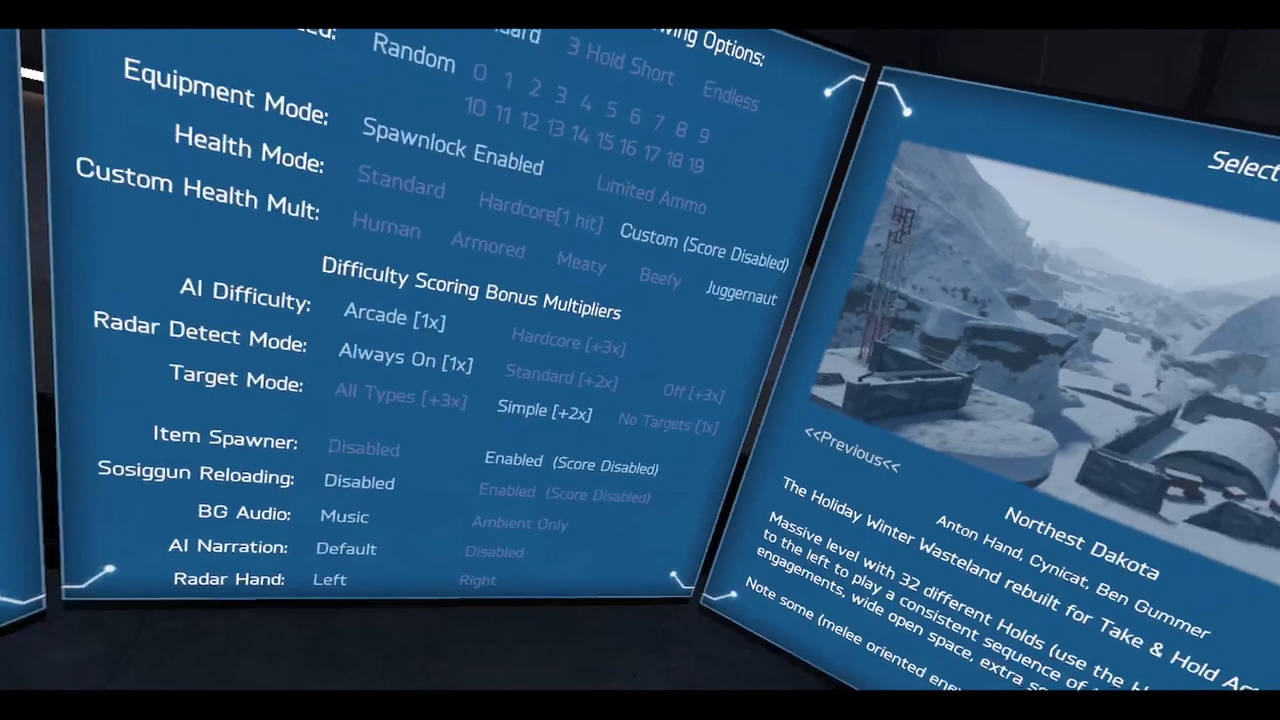 wing Options:
3 Hold Short Endless
Random 0 1 2 3 4 5 6 7 8 9
10 11 12 13 14 15 16 17 18 19
Equipment Mode: Spawnlock Enabled Limited Ammo
Health Mode: Standard Hardcore[1 hit] Custom (Score Disabled)
Custom Health Mult: Human Armored Meaty Beefy Juggernaut
Difficulty Scoring Bonus Multipliers
AI Difficulty: Arcade [1x] Hardcore [+3x]
Radar Detect Mode: Always On [1x] Standard [+2x] Off [+3x]
Target Mode: All Types [+3x] Simple [+2x] No Targets [1x]
Item Spawner: Disabled Enabled (Score Disabled)
Sosiggun Reloading: Disabled Enabled (Score Disabled)
BG Audio: Music Ambient Only
AI Narration: Default Disabled
Radar Hand: Left Right
Select
<<Previous<<
Northest Dakota
Anton Hand, Cynicat, Ben Gummer
The Holiday Winter Wasteland rebuilt for Take & Hold Ac
Massive level with 32 different Holds (use the H
to the left to play a consistent sequence of
engagements, wide open space, extra s
Note some (melee oriented ene